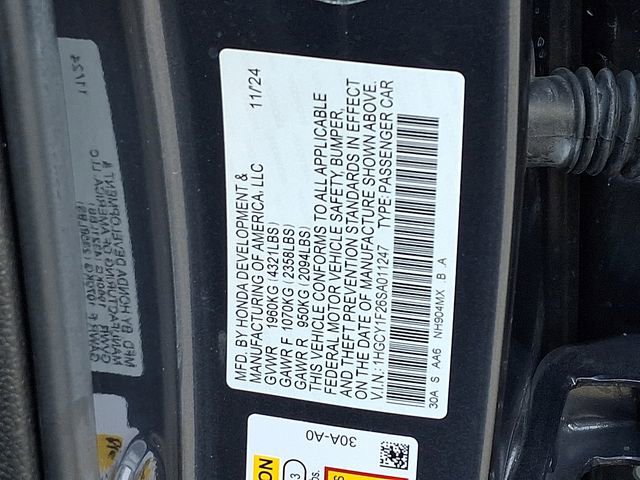 MFD. BY HONDA DEVELOPMENT &
MANUFACTURING OF AMERICA, LLC 11/24
GVWR 1960KG (4321LBS)
GAWR F 1070KG (2358LBS)
GAWR R 950KG (2094LBS)
THIS VEHICLE CONFORMS TO ALL APPLICABLE
FEDERAL MOTOR VEHICLE SAFETY, BUMPER,
AND THEFT PREVENTION STANDARDS IN EFFECT
ON THE DATE OF MANUFACTURE SHOWN ABOVE.
V.I.N.:1HGCY1F26SA011247 TYPE:PASSENGER CAR
30A S AA6 NH904MX .B A
30A-A0
3